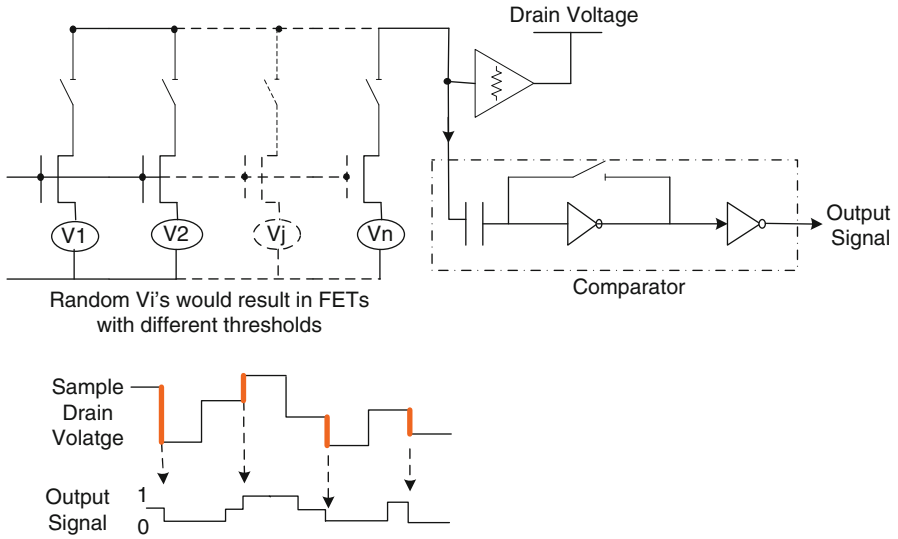 Drain Voltage
V1
V2
Vj
Vn
Output
Signal
Comparator
Random Vi's would result in FETs
with different thresholds
Sample
Drain
Volatge
Output
Signal
1
0